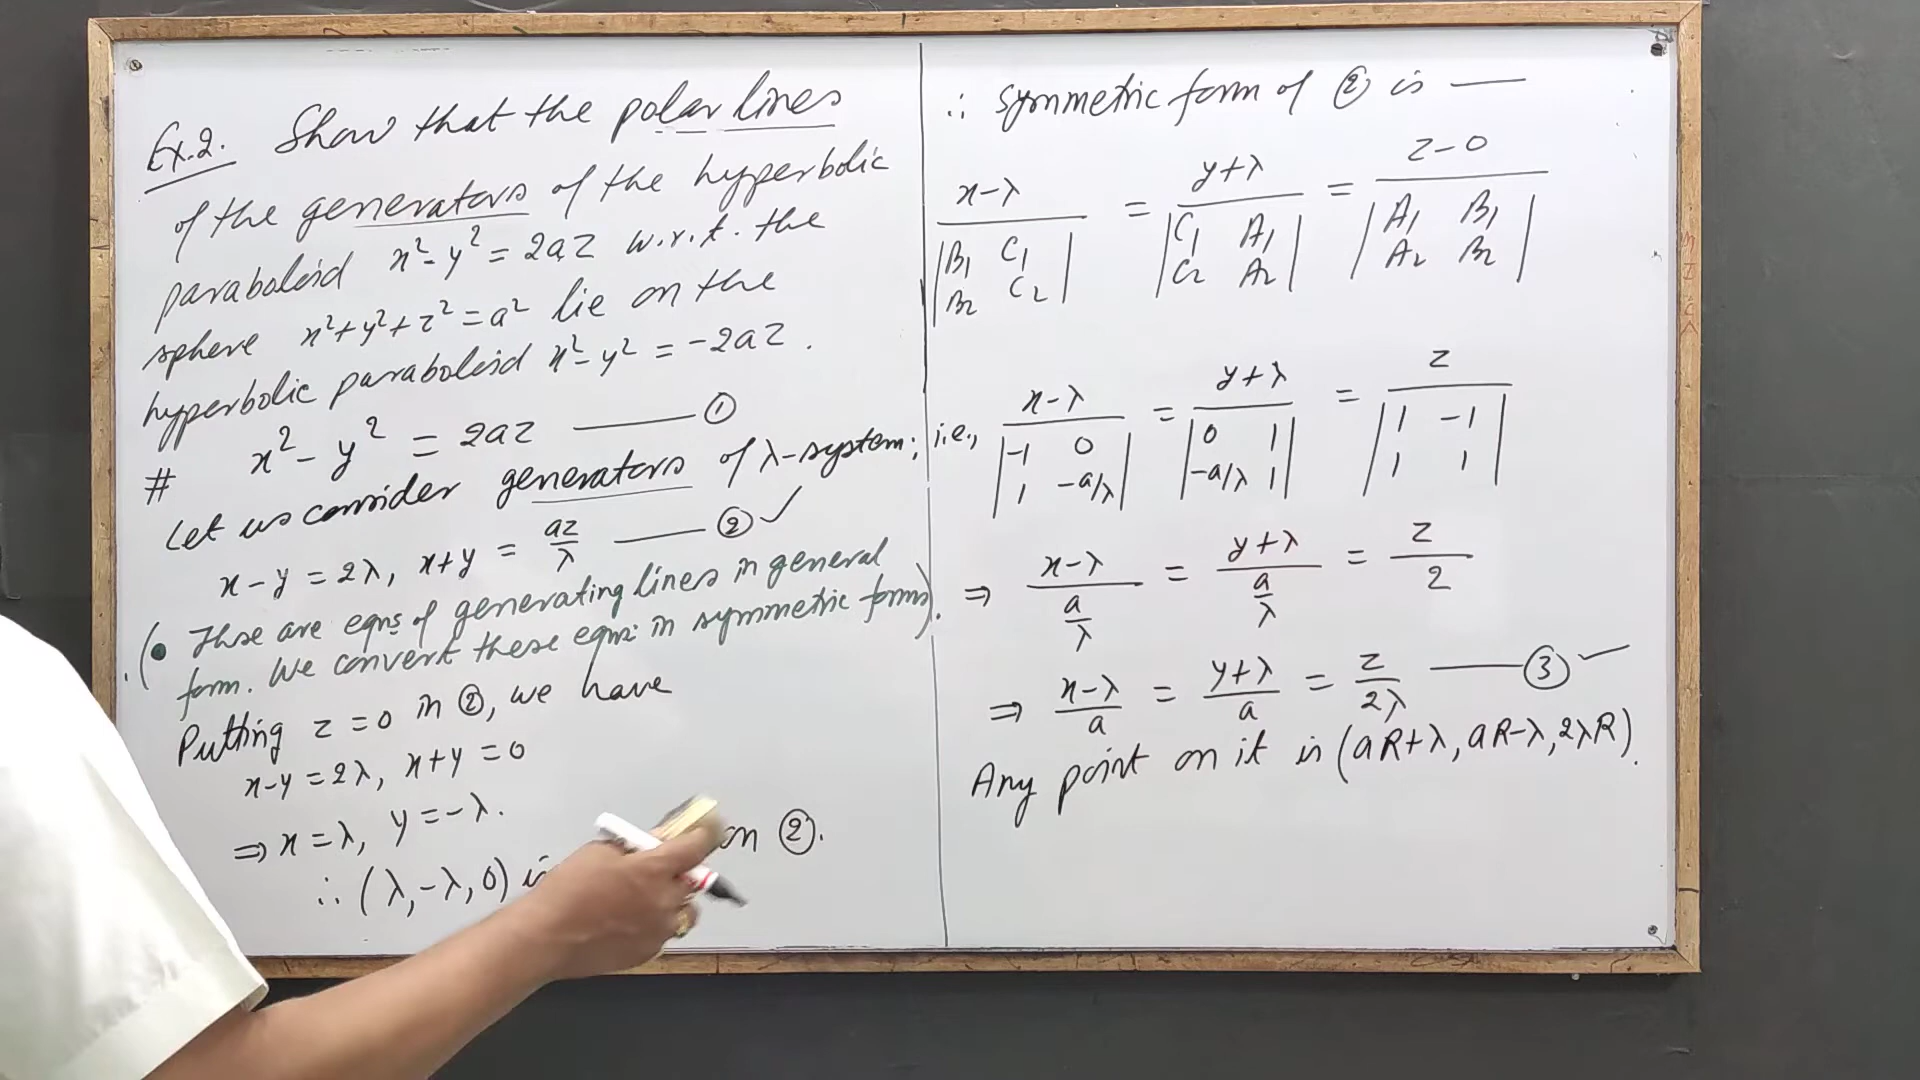 Ex.2. Show that the polar lines
of the generators of the hyperbolic
paraboloid x² - y² = 2az w.r.t. the
sphere x² + y² + z² = a² lie on the
hyperbolic paraboloid x² - y² = -2az.
# x² - y² = 2az —— ①
Let us consider generators of λ-system;
x - y = 2λ, x + y = az/λ —— ② ✓
(• These are eqns of generating lines in general
form. We convert these eqns in symmetric forms).
Putting z = 0 in ②, we have
x - y = 2λ, x + y = 0
⇒ x = λ, y = -λ.
∴ (λ, -λ, 0) is on ②.
∴ Symmetric form of ② is ——
(x-λ)/|B₁ C₁; B₂ C₂| = (y+λ)/|C₁ A₁; C₂ A₂| = (z-0)/|A₁ B₁; A₂ B₂|
i.e., (x-λ)/|-1 0; 1 -a/λ| = (y+λ)/|0 1; -a/λ 1| = z/|1 -1; 1 1|
⇒ (x-λ)/(a/λ) = (y+λ)/(a/λ) = z/2
⇒ (x-λ)/a = (y+λ)/a = z/2λ —— ③ ✓
Any point on it is (aR+λ, aR-λ, 2λR).